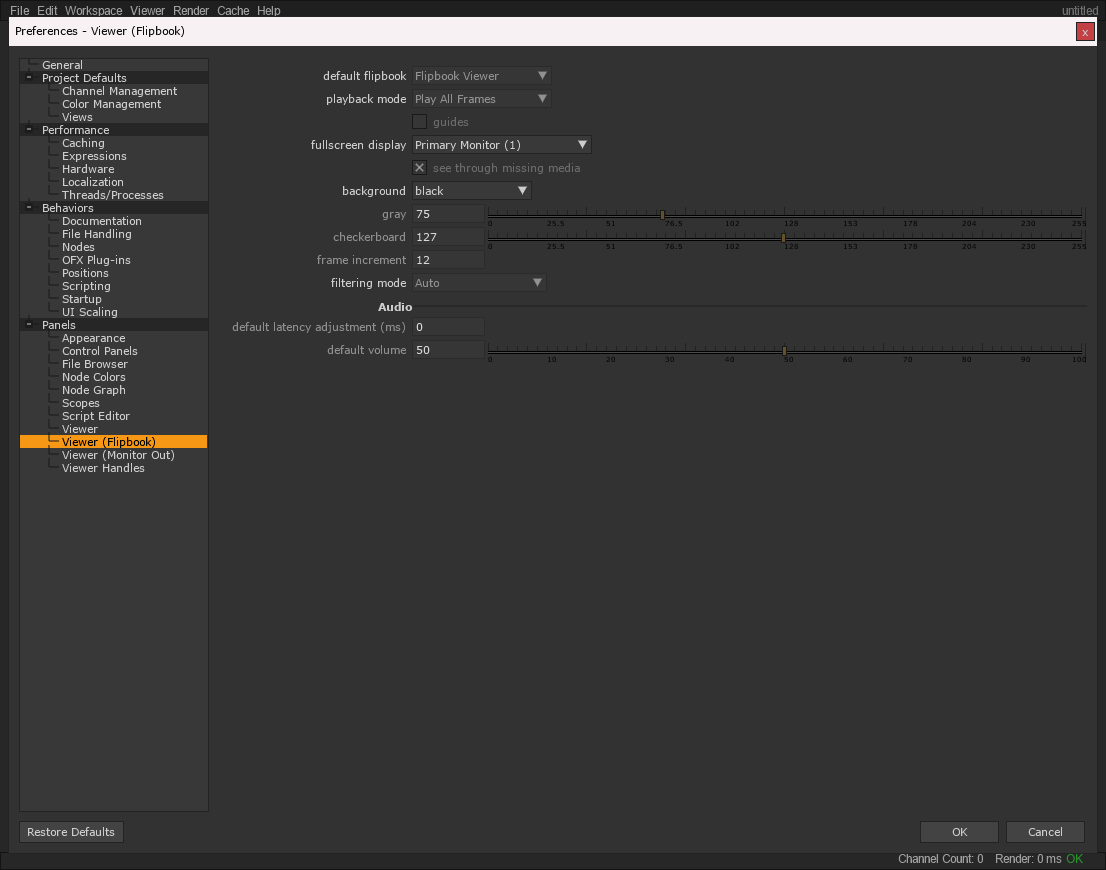 File Edit Workspace Viewer Render Cache Help untitled
Preferences - Viewer (Flipbook) x
General
Project Defaults
Channel Management
Color Management
Views
Performance
Caching
Expressions
Hardware
Localization
Threads/Processes
Behaviors
Documentation
File Handling
Nodes
OFX Plug-ins
Positions
Scripting
Startup
UI Scaling
Panels
Appearance
Control Panels
File Browser
Node Colors
Node Graph
Scopes
Script Editor
Viewer
Viewer (Flipbook)
Viewer (Monitor Out)
Viewer Handles
default flipbook Flipbook Viewer
playback mode Play All Frames
guides
fullscreen display Primary Monitor (1)
see through missing media
background black
gray 75
0 25.5 51 76.5 102 128 153 178 204 230 255
checkerboard 127
0 25.5 51 76.5 102 128 153 178 204 230 255
frame increment 12
filtering mode Auto
Audio
default latency adjustment (ms) 0
default volume 50
0 10 20 30 40 50 60 70 80 90 100
Restore Defaults OK Cancel
Channel Count: 0 Render: 0 ms OK